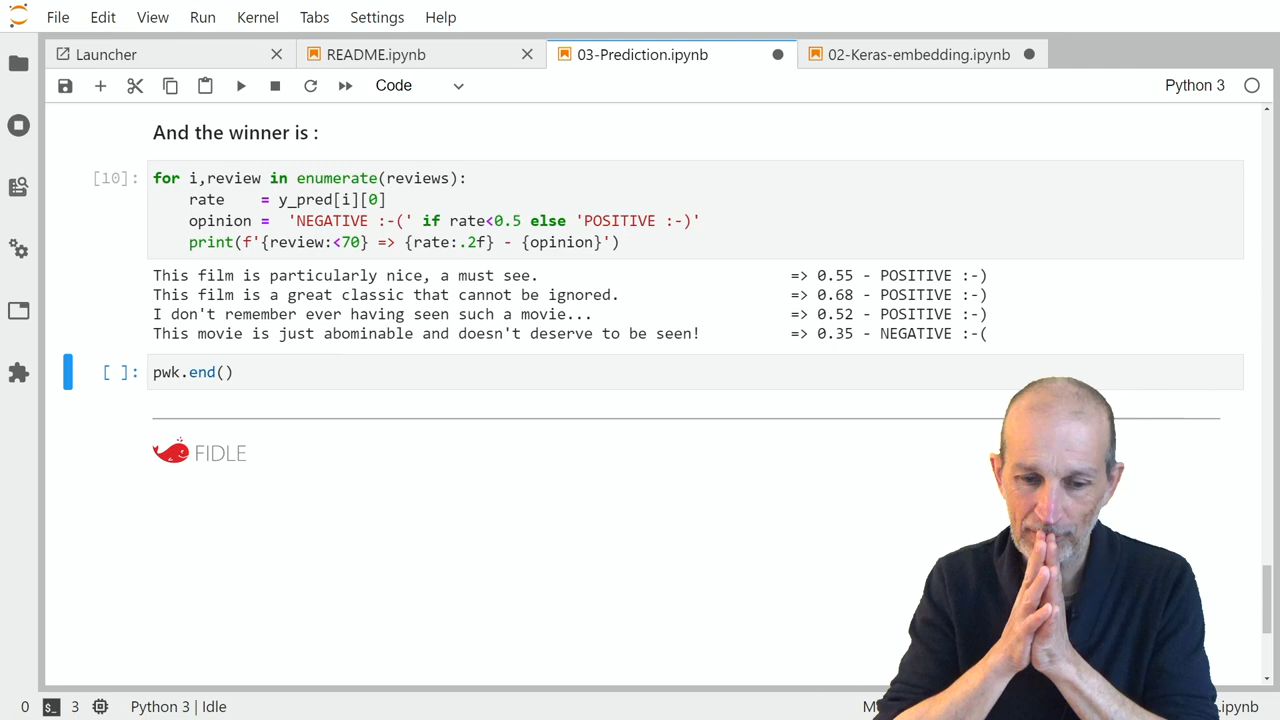 File Edit View Run Kernel Tabs Settings Help
Launcher README.ipynb 03-Prediction.ipynb 02-Keras-embedding.ipynb
Code Python 3
And the winner is :
[10]: for i,review in enumerate(reviews):
rate = y_pred[i][0]
opinion = 'NEGATIVE :-(' if rate<0.5 else 'POSITIVE :-)'
print(f'{review:<70} => {rate:.2f} - {opinion}')
This film is particularly nice, a must see. => 0.55 - POSITIVE :-)
This film is a great classic that cannot be ignored. => 0.68 - POSITIVE :-)
I don't remember ever having seen such a movie... => 0.52 - POSITIVE :-)
This movie is just abominable and doesn't deserve to be seen! => 0.35 - NEGATIVE :-(
[ ]: pwk.end()
FIDLE
0 $_ 3 Python 3 | Idle .ipynb